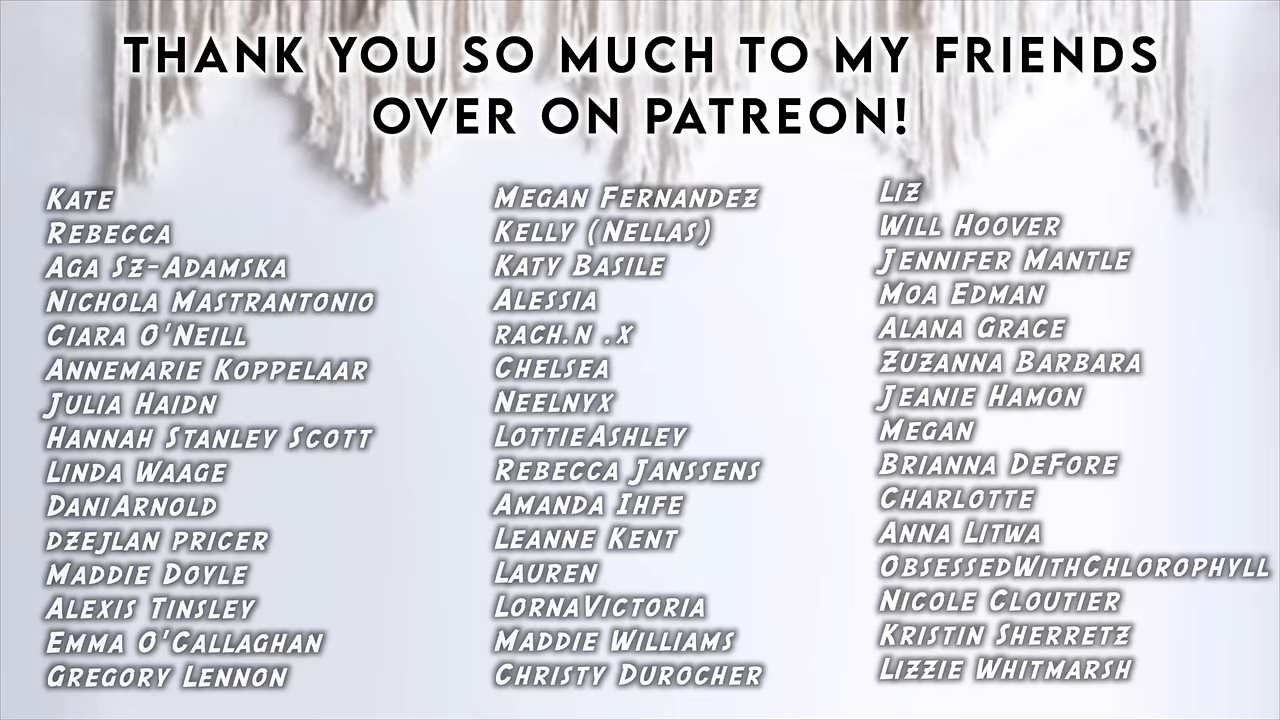 THANK YOU SO MUCH TO MY FRIENDS
OVER ON PATREON!
KATE
REBECCA
AGA SZ-ADAMSKA
NICHOLA MASTRANTONIO
CIARA O'NEILL
ANNEMARIE KOPPELAAR
JULIA HAIDN
HANNAH STANLEY SCOTT
LINDA WAAGE
DANIARNOLD
DZEJLAN PRICER
MADDIE DOYLE
ALEXIS TINSLEY
EMMA O'CALLAGHAN
GREGORY LENNON
MEGAN FERNANDEZ
KELLY (NELLAS)
KATY BASILE
ALESSIA
RACH.N .X
CHELSEA
NEELNYX
LOTTIEASHLEY
REBECCA JANSSENS
AMANDA IHFE
LEANNE KENT
LAUREN
LORNAVICTORIA
MADDIE WILLIAMS
CHRISTY DUROCHER
LIZ
WILL HOOVER
JENNIFER MANTLE
MOA EDMAN
ALANA GRACE
ZUZANNA BARBARA
JEANIE HAMON
MEGAN
BRIANNA DEFORE
CHARLOTTE
ANNA LITWA
OBSESSEDWITHCHLOROPHYLL
NICOLE CLOUTIER
KRISTIN SHERRETZ
LIZZIE WHITMARSH